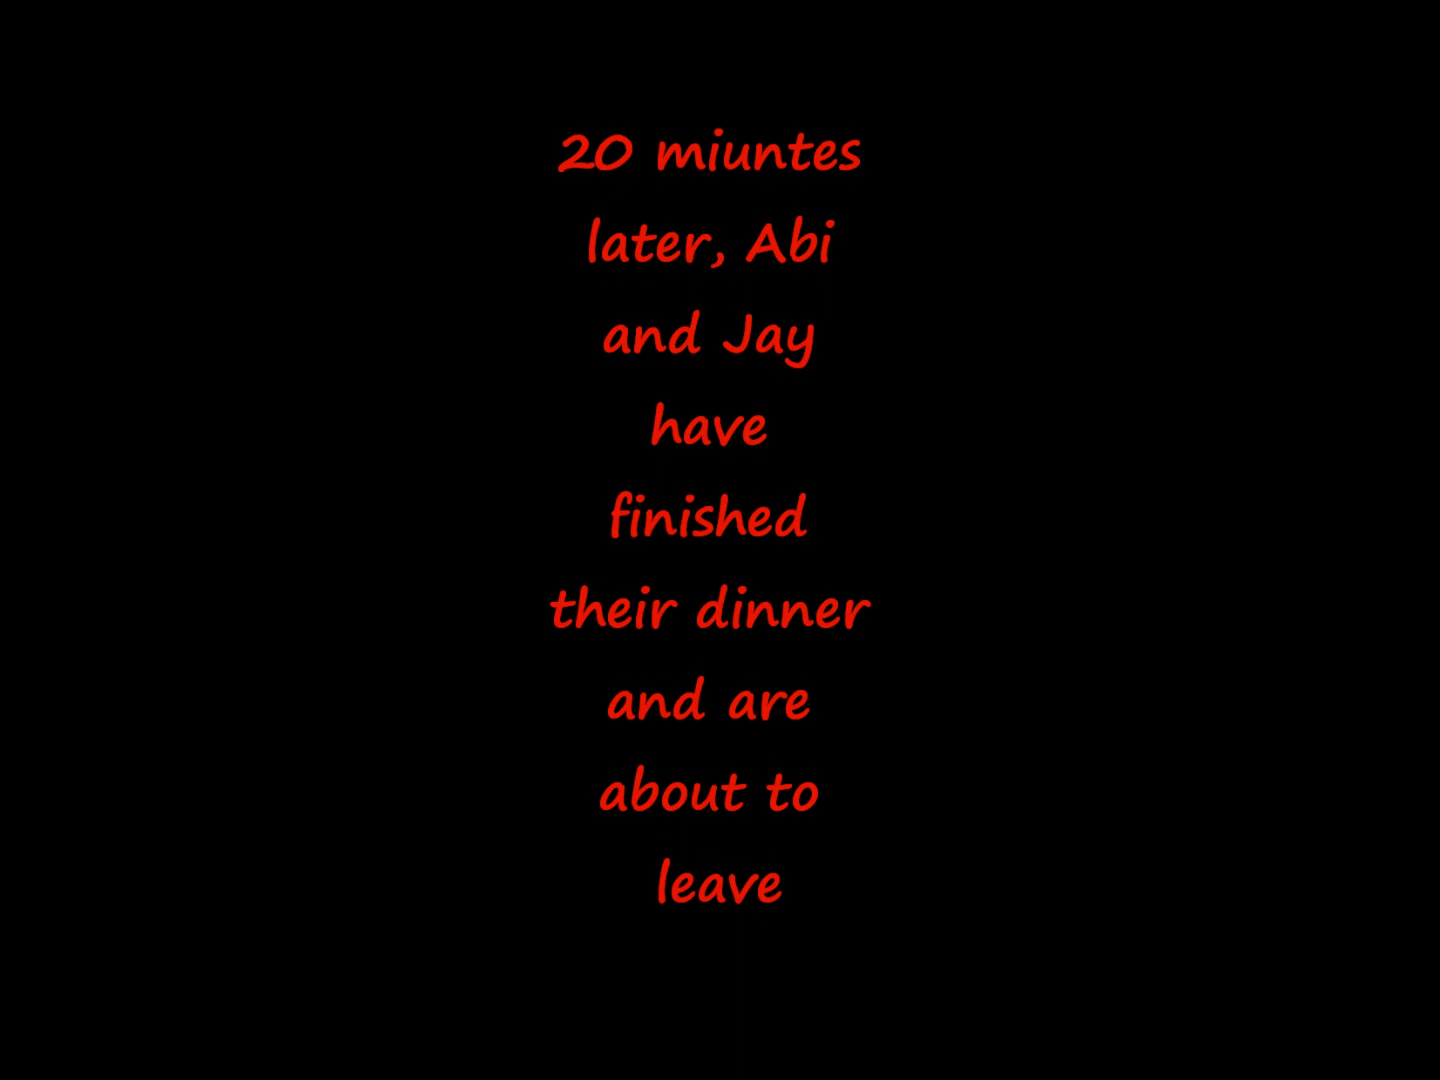 20 miuntes
later, Abi
and Jay
have
finished
their dinner
and are
about to
leave